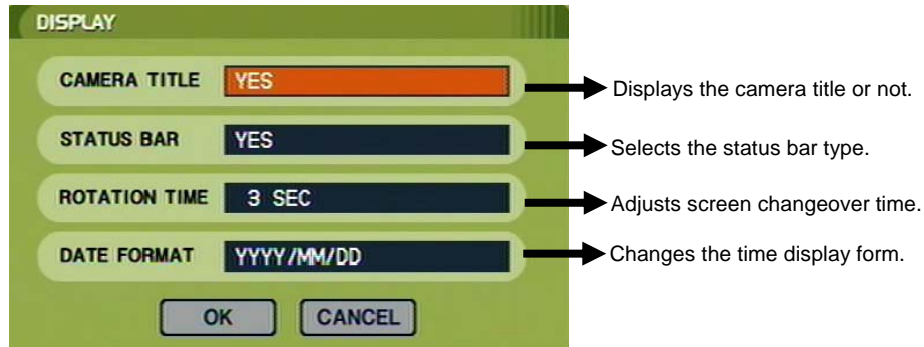 DISPLAY
CAMERA TITLE YES Displays the camera title or not.
STATUS BAR YES Selects the status bar type.
ROTATION TIME 3 SEC Adjusts screen changeover time.
DATE FORMAT YYYY/MM/DD Changes the time display form.
OK CANCEL